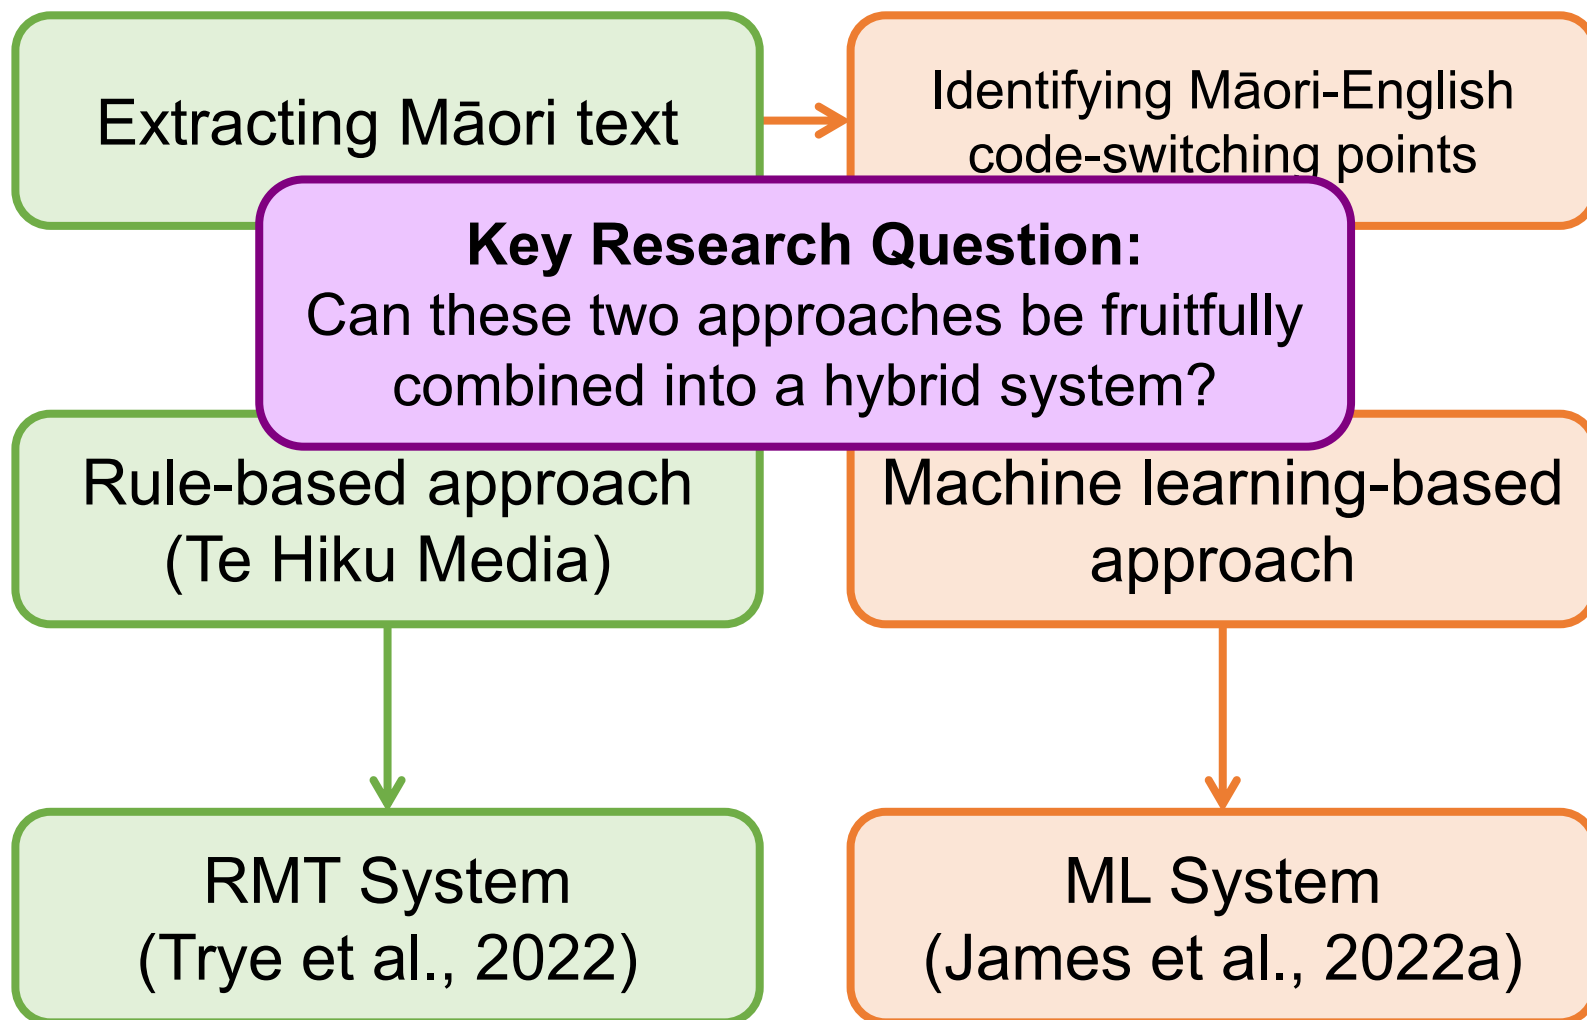 Extracting Māori text
Identifying Māori-English
code-switching points
Key Research Question:
Can these two approaches be fruitfully
combined into a hybrid system?
Rule-based approach
(Te Hiku Media)
Machine learning-based
approach
RMT System
(Trye et al., 2022)
ML System
(James et al., 2022a)